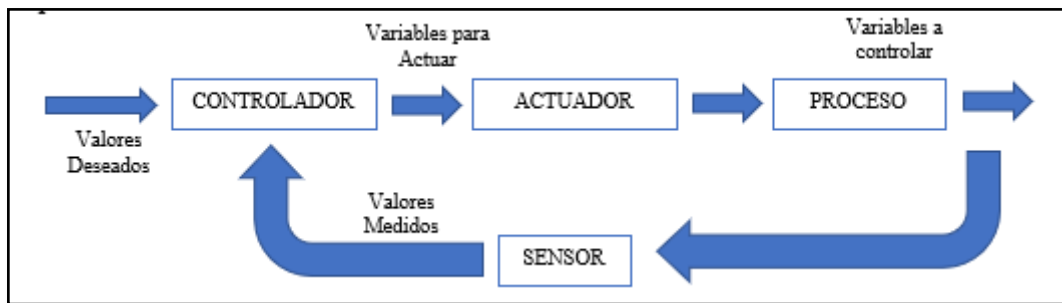 Variables para
Actuar
Variables a
controlar
CONTROLADOR
ACTUADOR
PROCESO
Valores
Deseados
Valores
Medidos
SENSOR